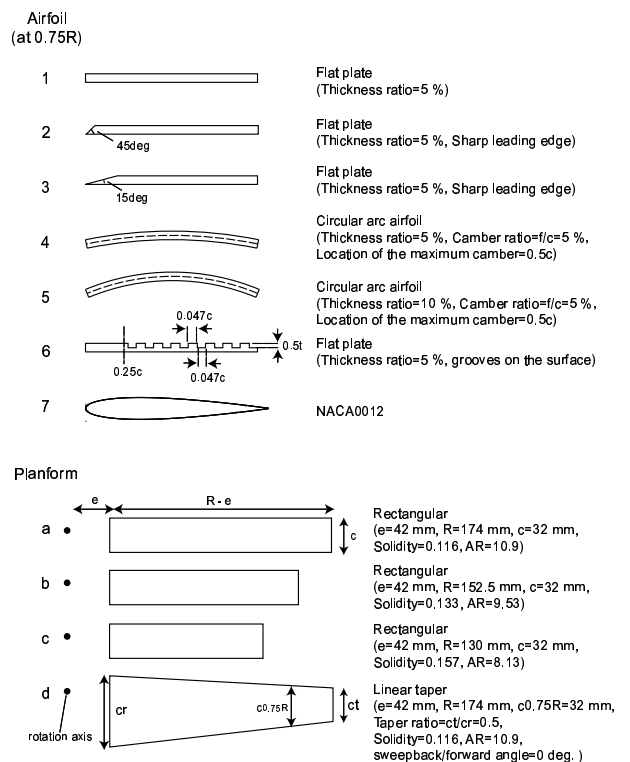 Airfoil
(at 0.75R)
1
Flat plate
(Thickness ratio=5 %)
2
45deg
Flat plate
(Thickness ratio=5 %, Sharp leading edge)
3
15deg
Flat plate
(Thickness ratio=5 %, Sharp leading edge)
4
Circular arc airfoil
(Thickness ratio=5 %, Camber ratio=f/c=5 %,
Location of the maximum camber=0.5c)
5
Circular arc airfoil
(Thickness ratio=10 %, Camber ratio=f/c=5 %,
Location of the maximum camber=0.5c)
6
0.047c
0.5t
0.25c
0.047c
Flat plate
(Thickness ratio=5 %, grooves on the surface)
7
NACA0012
Planform
e
R - e
a
c
Rectangular
(e=42 mm, R=174 mm, c=32 mm,
Solidity=0.116, AR=10.9)
b
Rectangular
(e=42 mm, R=152.5 mm, c=32 mm,
Solidity=0.133, AR=9.53)
c
Rectangular
(e=42 mm, R=130 mm, c=32 mm,
Solidity=0.157, AR=8.13)
d
cr
c0.75R
ct
rotation axis
Linear taper
(e=42 mm, R=174 mm, c0.75R=32 mm,
Taper ratio=ct/cr=0.5,
Solidity=0.116, AR=10.9,
sweepback/forward angle=0 deg. )